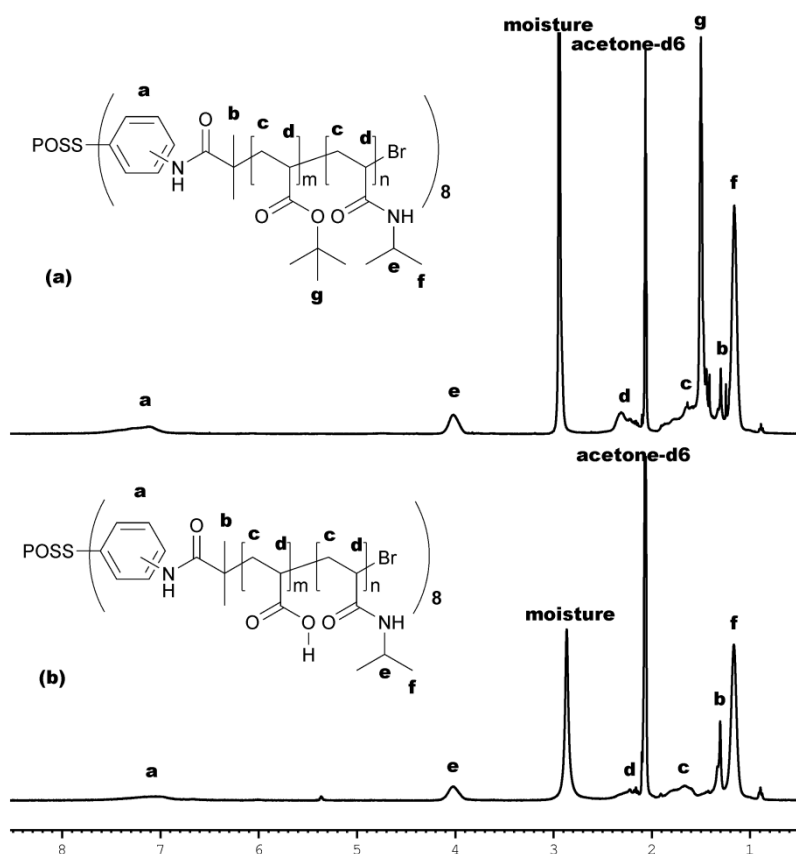 moisture
g
acetone-d6
a
b
c
d
c
d
O
Br
POSS
N
H
m
n
8
O
O
O
NH
f
(a)
e
f
g
b
a
e
d
c
acetone-d6
a
b
c
d
c
d
O
Br
POSS
N
H
m
n
8
moisture
O
O
O
NH
f
H
(b)
e
f
b
a
e
d
c
8 7 6 5 4 3 2 1